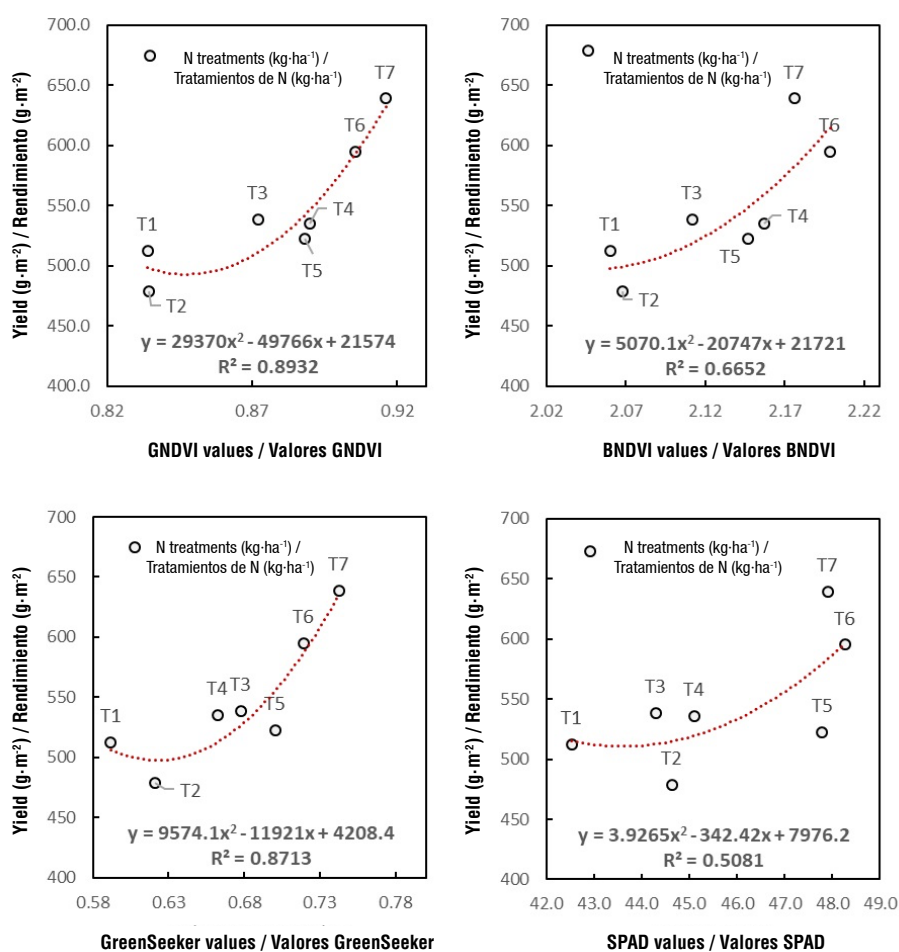 Yield (g·m⁻²) / Rendimiento (g·m⁻²)
700.0
650.0
600.0
550.0
500.0
450.0
400.0
N treatments (kg·ha⁻¹) /
Tratamientos de N (kg·ha⁻¹)
T7
T6
T3
T4
T1
T5
T2
y = 29370x² - 49766x + 21574
R² = 0.8932
0.82 0.87 0.92
GNDVI values / Valores GNDVI
Yield (g·m⁻²) / Rendimiento (g·m⁻²)
700
650
600
550
500
450
400
N treatments (kg·ha⁻¹) /
Tratamientos de N (kg·ha⁻¹)
T7
T6
T3
T4
T1
T5
T2
y = 5070.1x² - 20747x + 21721
R² = 0.6652
2.02 2.07 2.12 2.17 2.22
BNDVI values / Valores BNDVI
Yield (g·m⁻²) / Rendimiento (g·m⁻²)
700
650
600
550
500
450
400
N treatments (kg·ha⁻¹) /
Tratamientos de N (kg·ha⁻¹)
T7
T6
T4 T3
T5
T1
T2
y = 9574.1x² - 11921x + 4208.4
R² = 0.8713
0.58 0.63 0.68 0.73 0.78
GreenSeeker values / Valores GreenSeeker
Yield (g·m⁻²) / Rendimiento (g·m⁻²)
700
650
600
550
500
450
400
N treatments (kg·ha⁻¹) /
Tratamientos de N (kg·ha⁻¹)
T7
T6
T3 T4
T5
T1
T2
y = 3.9265x² - 342.42x + 7976.2
R² = 0.5081
42.0 43.0 44.0 45.0 46.0 47.0 48.0 49.0
SPAD values / Valores SPAD